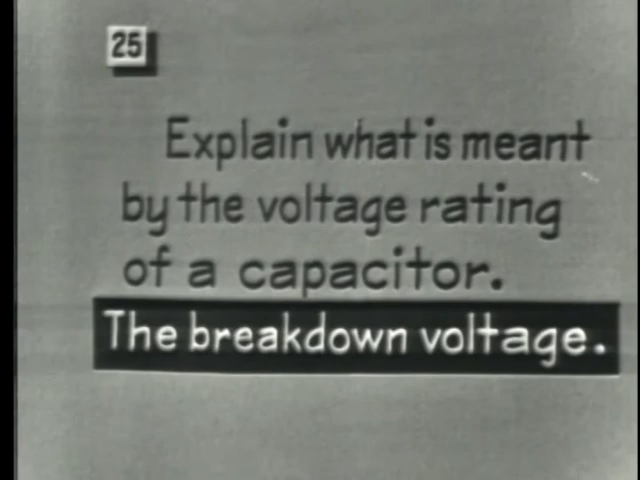 25
Explain what is meant
by the voltage rating
of a capacitor.
The breakdown voltage.